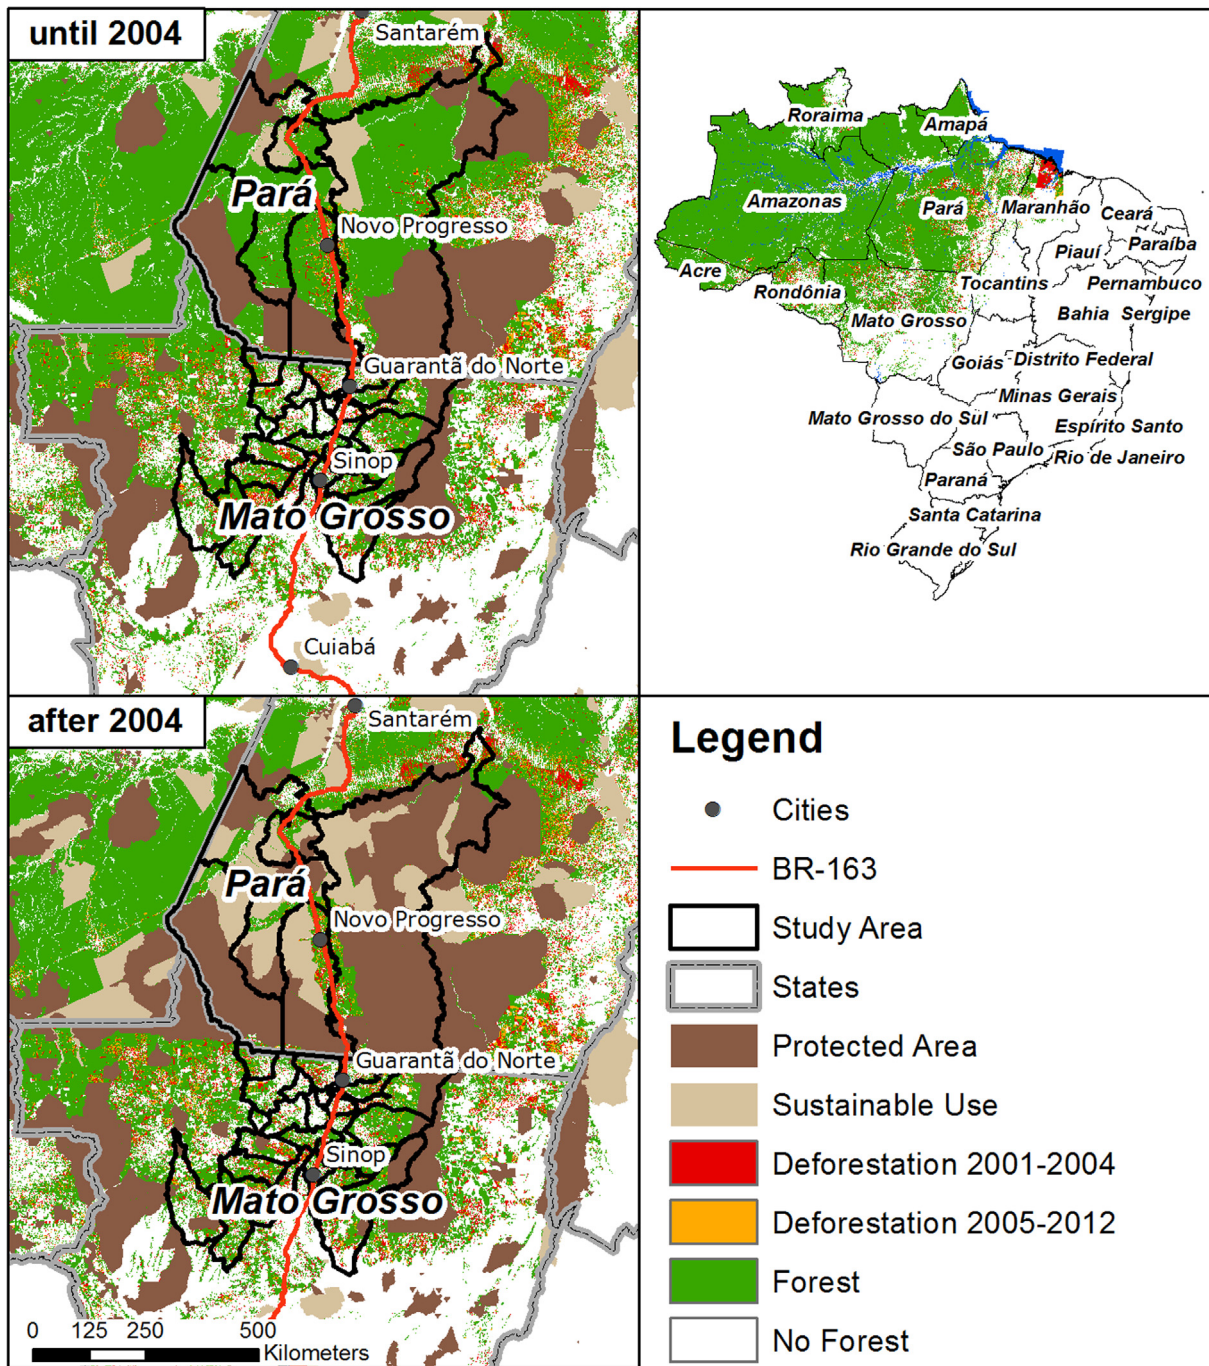 until 2004
Santarém
Pará
Novo Progresso
Guarantã do Norte
Sinop
Mato Grosso
Cuiabá
Roraima
Amapá
Amazonas
Pará
Maranhão
Ceará
Piauí
Paraíba
Acre
Rondônia
Tocantins
Pernambuco
Mato Grosso
Bahia
Sergipe
Goiás
Distrito Federal
Minas Gerais
Mato Grosso do Sul
Espírito Santo
São Paulo
Rio de Janeiro
Paraná
Santa Catarina
Rio Grande do Sul
after 2004
Santarém
Pará
Novo Progresso
Guarantã do Norte
Sinop
Mato Grosso
0 125 250 500
Kilometers
Legend
Cities
BR-163
Study Area
States
Protected Area
Sustainable Use
Deforestation 2001-2004
Deforestation 2005-2012
Forest
No Forest